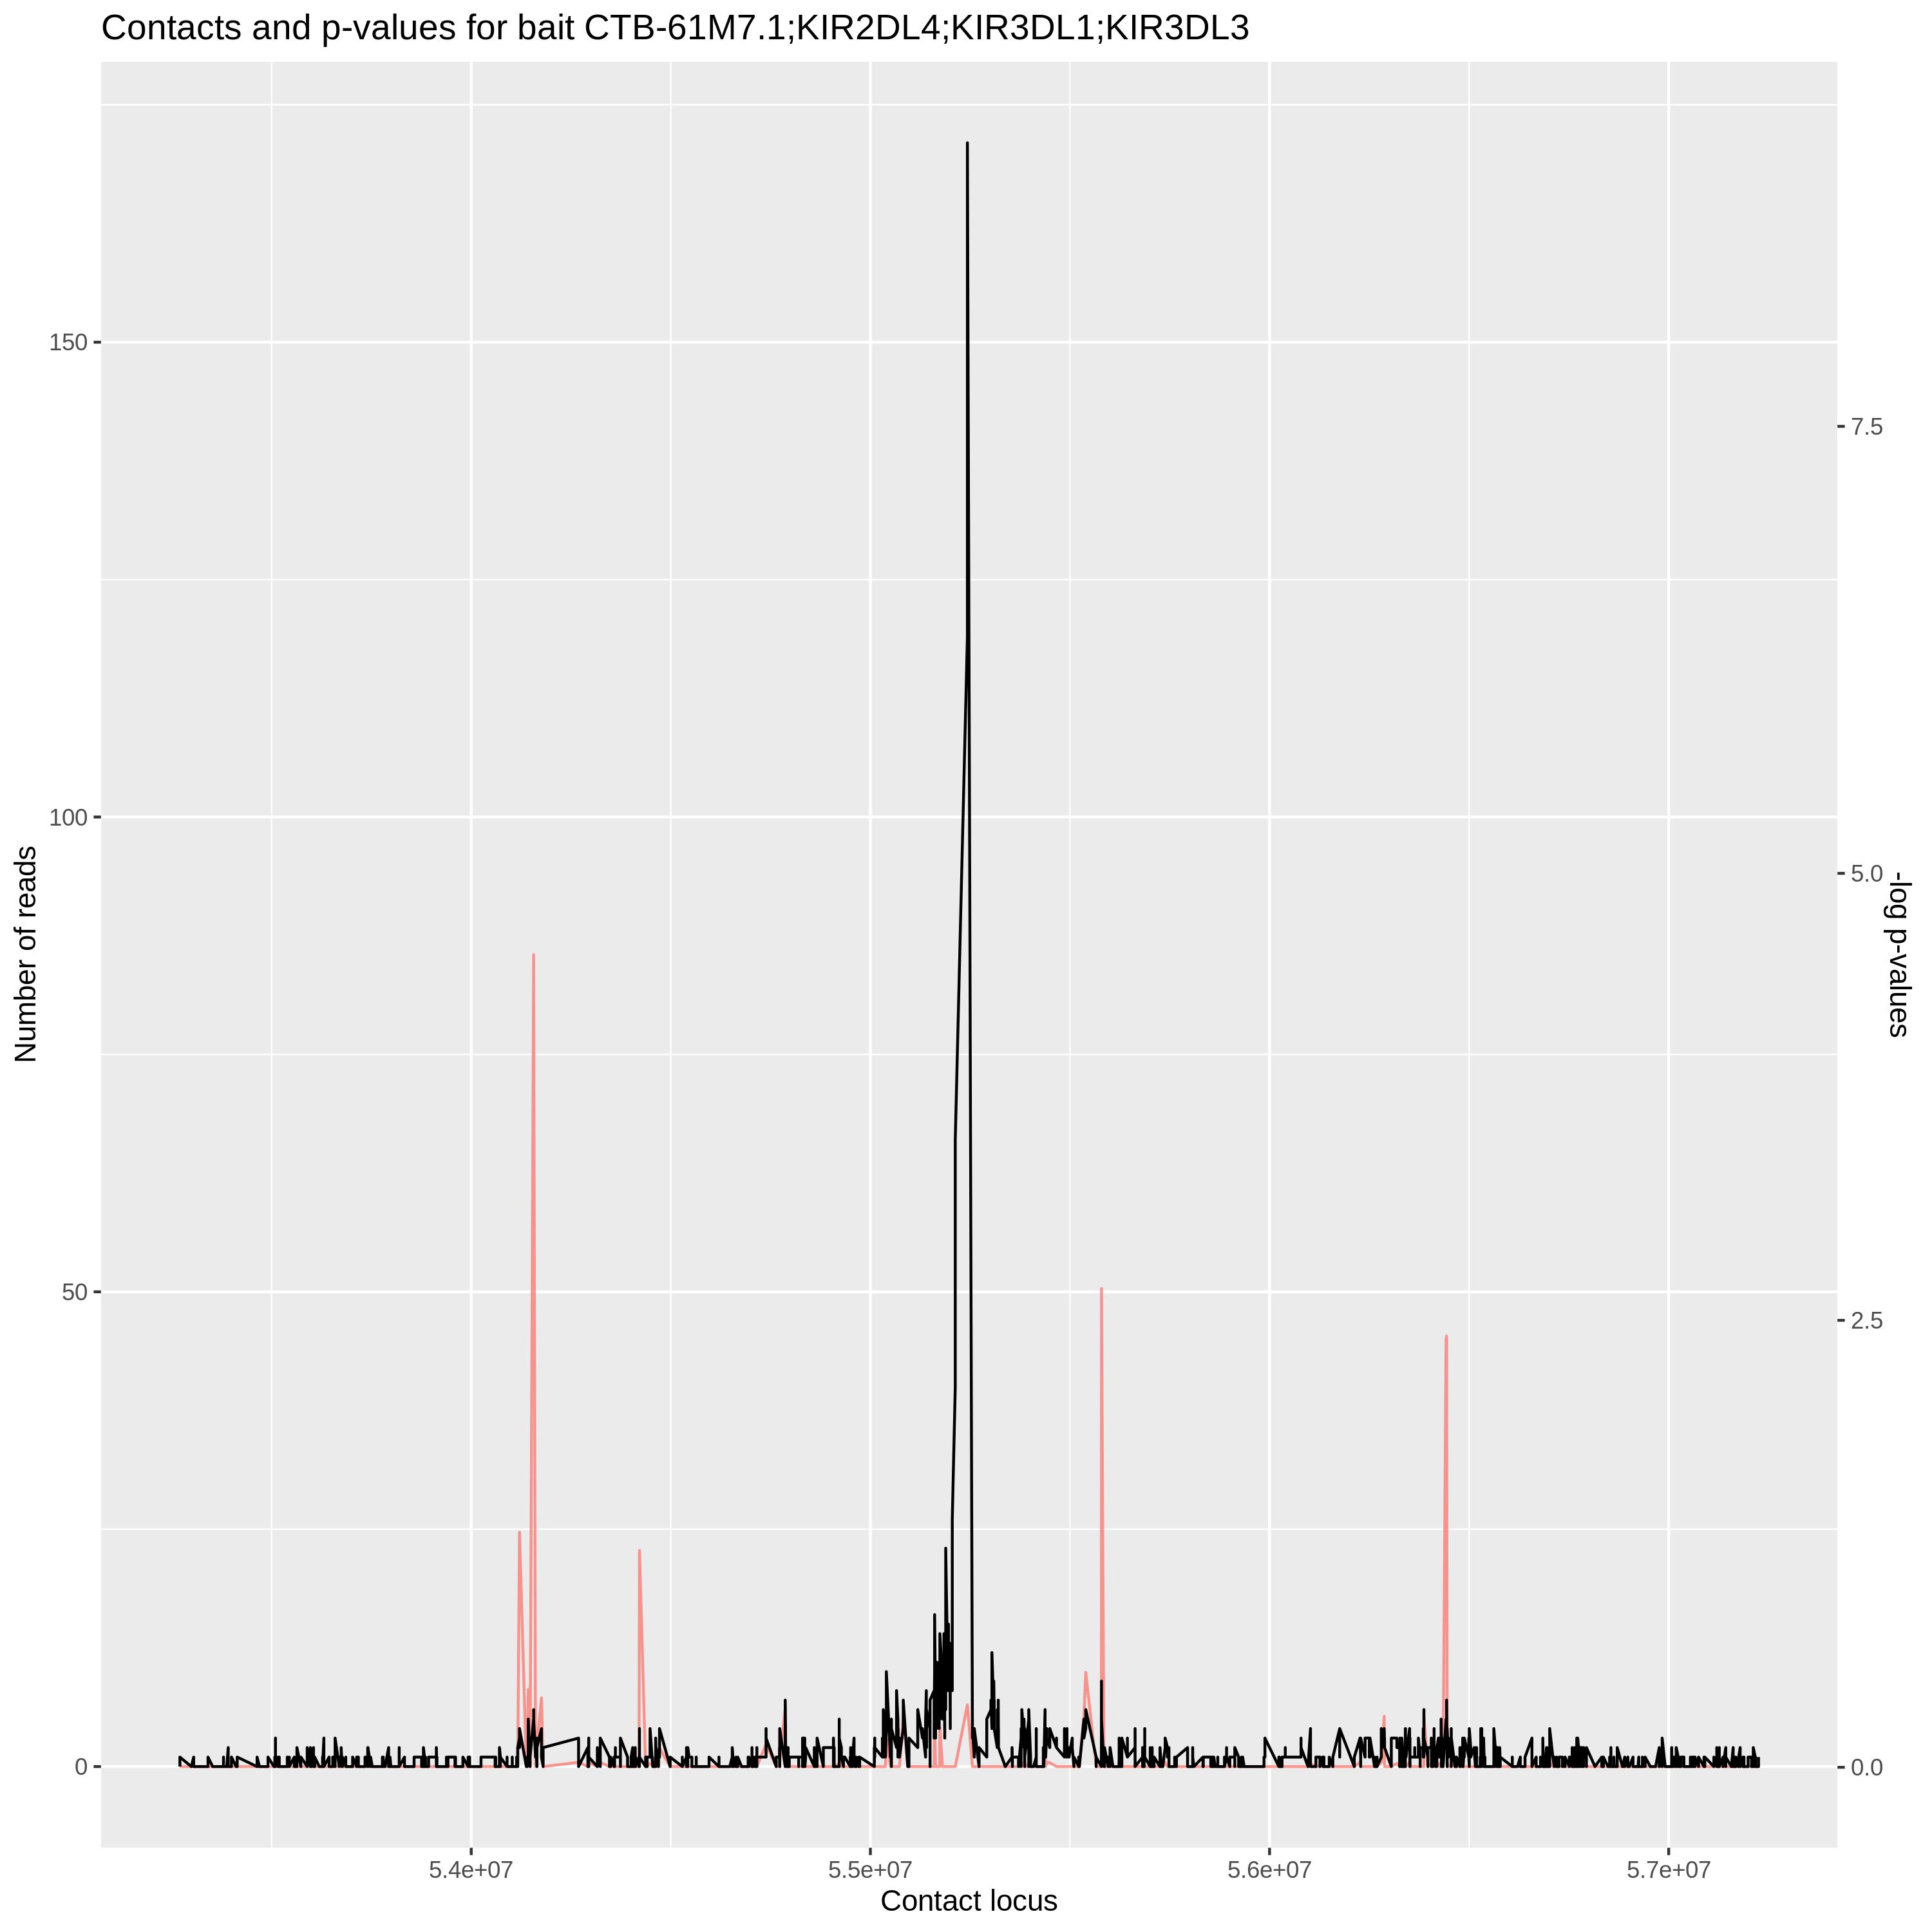 Contacts and p-values for bait CTB-61M7.1;KIR2DL4;KIR3DL1;KIR3DL3
150
100
50
0
Number of reads
7.5
5.0
2.5
0.0
-log p-values
5.4e+07
5.5e+07
5.6e+07
5.7e+07
Contact locus